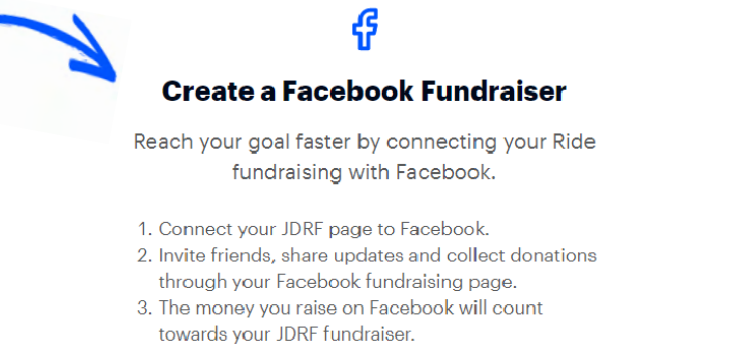 Create a Facebook Fundraiser
Reach your goal faster by connecting your Ride
fundraising with Facebook.
1. Connect your JDRF page to Facebook.
2. Invite friends, share updates and collect donations
through your Facebook fundraising page.
3. The money you raise on Facebook will count
towards your JDRF fundraiser.